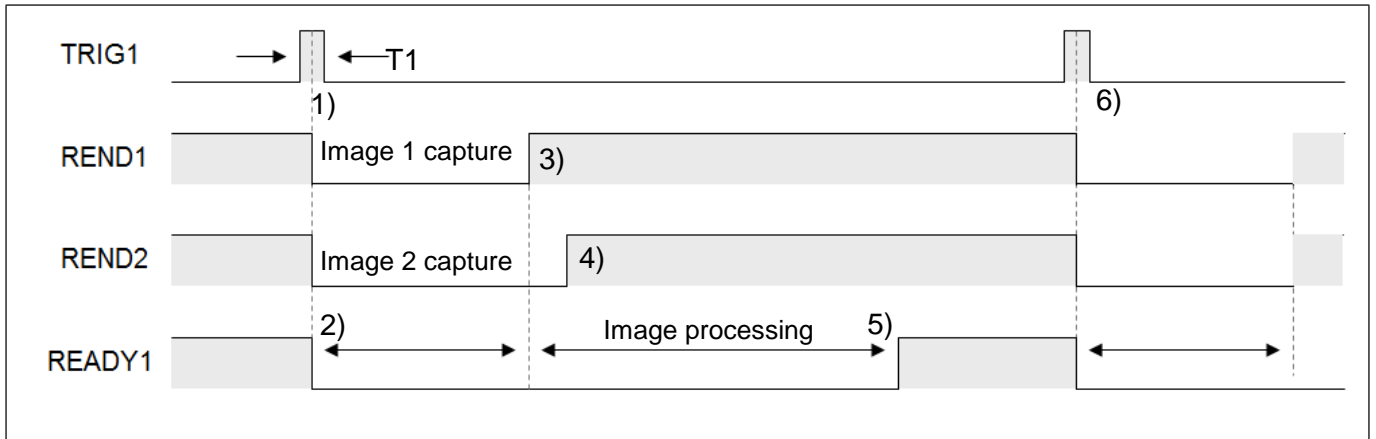 TRIG1
T1
1)
6)
REND1
Image 1 capture
3)
REND2
Image 2 capture
4)
READY1
2)
Image processing
5)